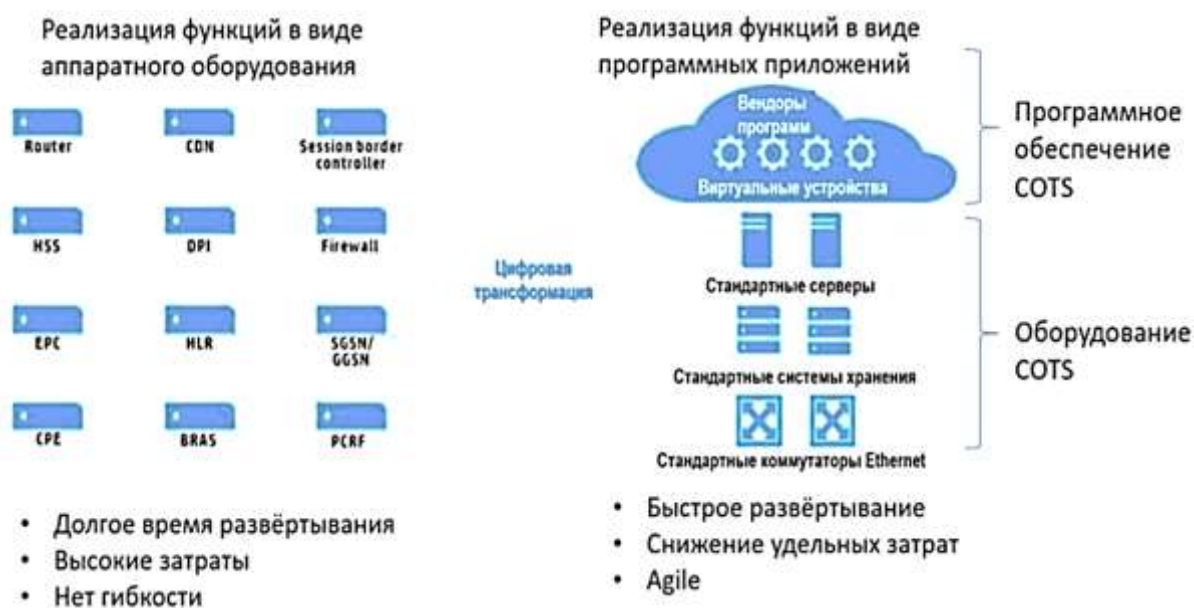 Реализация функций в виде
аппаратного оборудования
Router
CDN
Session border
controller
HSS
DPI
Firewall
EPC
HLR
SGSN/
GGSN
CPE
BRAS
PCRF
• Долгое время развёртывания
• Высокие затраты
• Нет гибкости
Цифровая
трансформация
Реализация функций в виде
программных приложений
Вендоры
программ
Виртуальные устройства
Стандартные серверы
Стандартные системы хранения
Стандартные коммутаторы Ethernet
Программное
обеспечение
COTS
Оборудование
COTS
• Быстрое развёртывание
• Снижение удельных затрат
• Agile